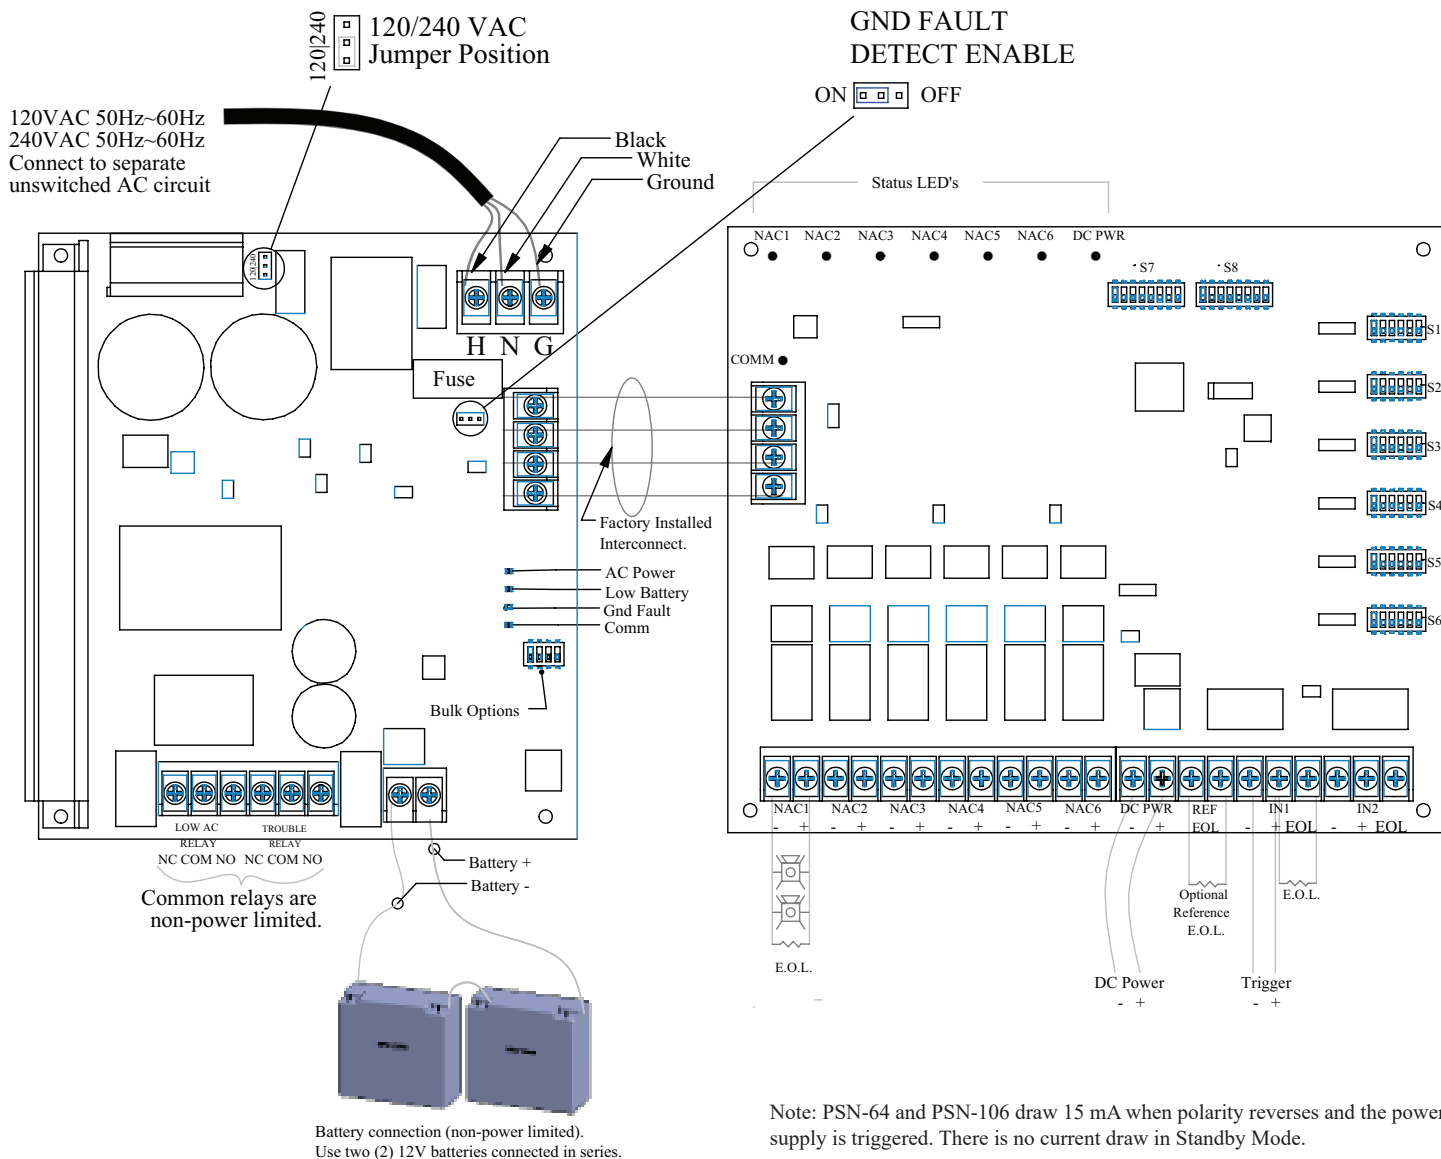 120|240
120/240 VAC
Jumper Position
GND FAULT
DETECT ENABLE
ON OFF
120VAC 50Hz~60Hz
240VAC 50Hz~60Hz
Connect to separate
unswitched AC circuit
Black
White
Ground
Status LED's
NAC1 NAC2 NAC3 NAC4 NAC5 NAC6 DC PWR
120|240
S7 S8
S1
S2
S3
S4
S5
S6
H N G
COMM
Fuse
Factory Installed
Interconnect.
AC Power
Low Battery
Gnd Fault
Comm
Bulk Options
LOW AC
RELAY
NC COM NO
TROUBLE
RELAY
NC COM NO
Common relays are
non-power limited.
Battery +
Battery -
NAC1 NAC2 NAC3 NAC4 NAC5 NAC6 DC PWR REF IN1 IN2
- + - + - + - + - + - + - + EOL - + EOL - + EOL
E.O.L.
Optional
Reference
E.O.L.
E.O.L.
DC Power
- +
Trigger
- +
Battery connection (non-power limited).
Use two (2) 12V batteries connected in series.
Note: PSN-64 and PSN-106 draw 15 mA when polarity reverses and the power
supply is triggered. There is no current draw in Standby Mode.